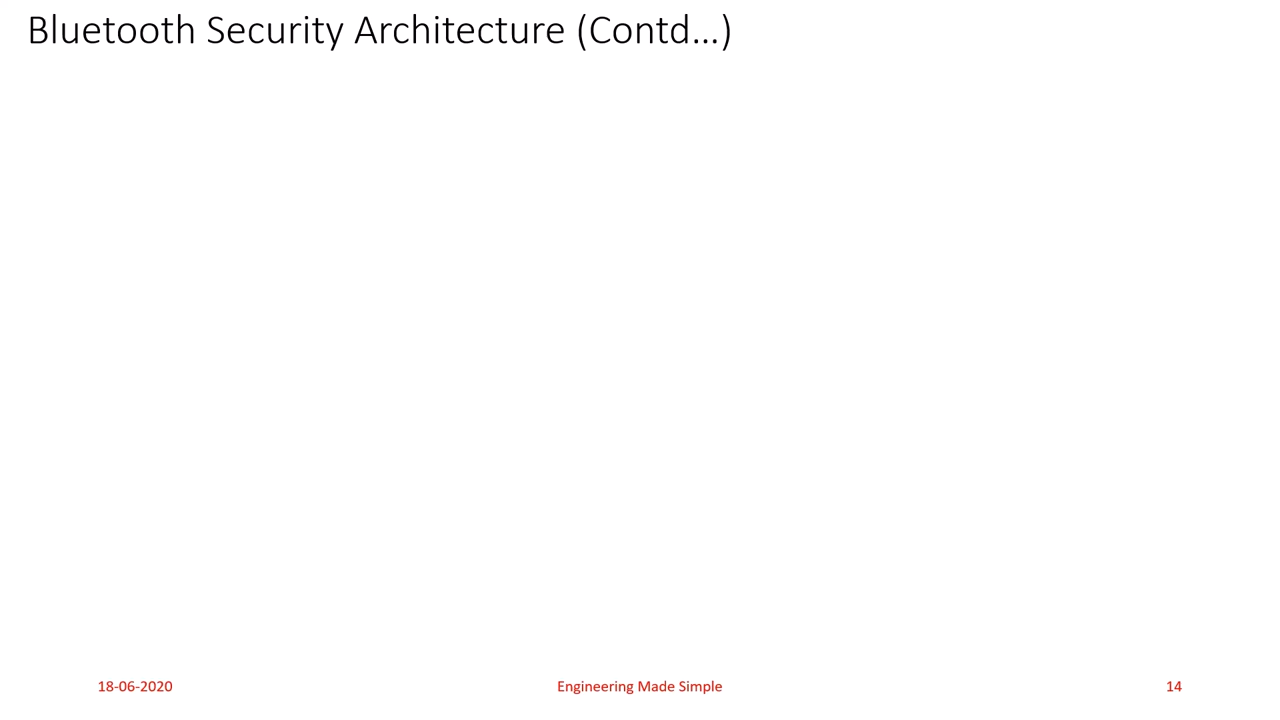 Bluetooth Security Architecture (Contd…)
18-06-2020
Engineering Made Simple
14